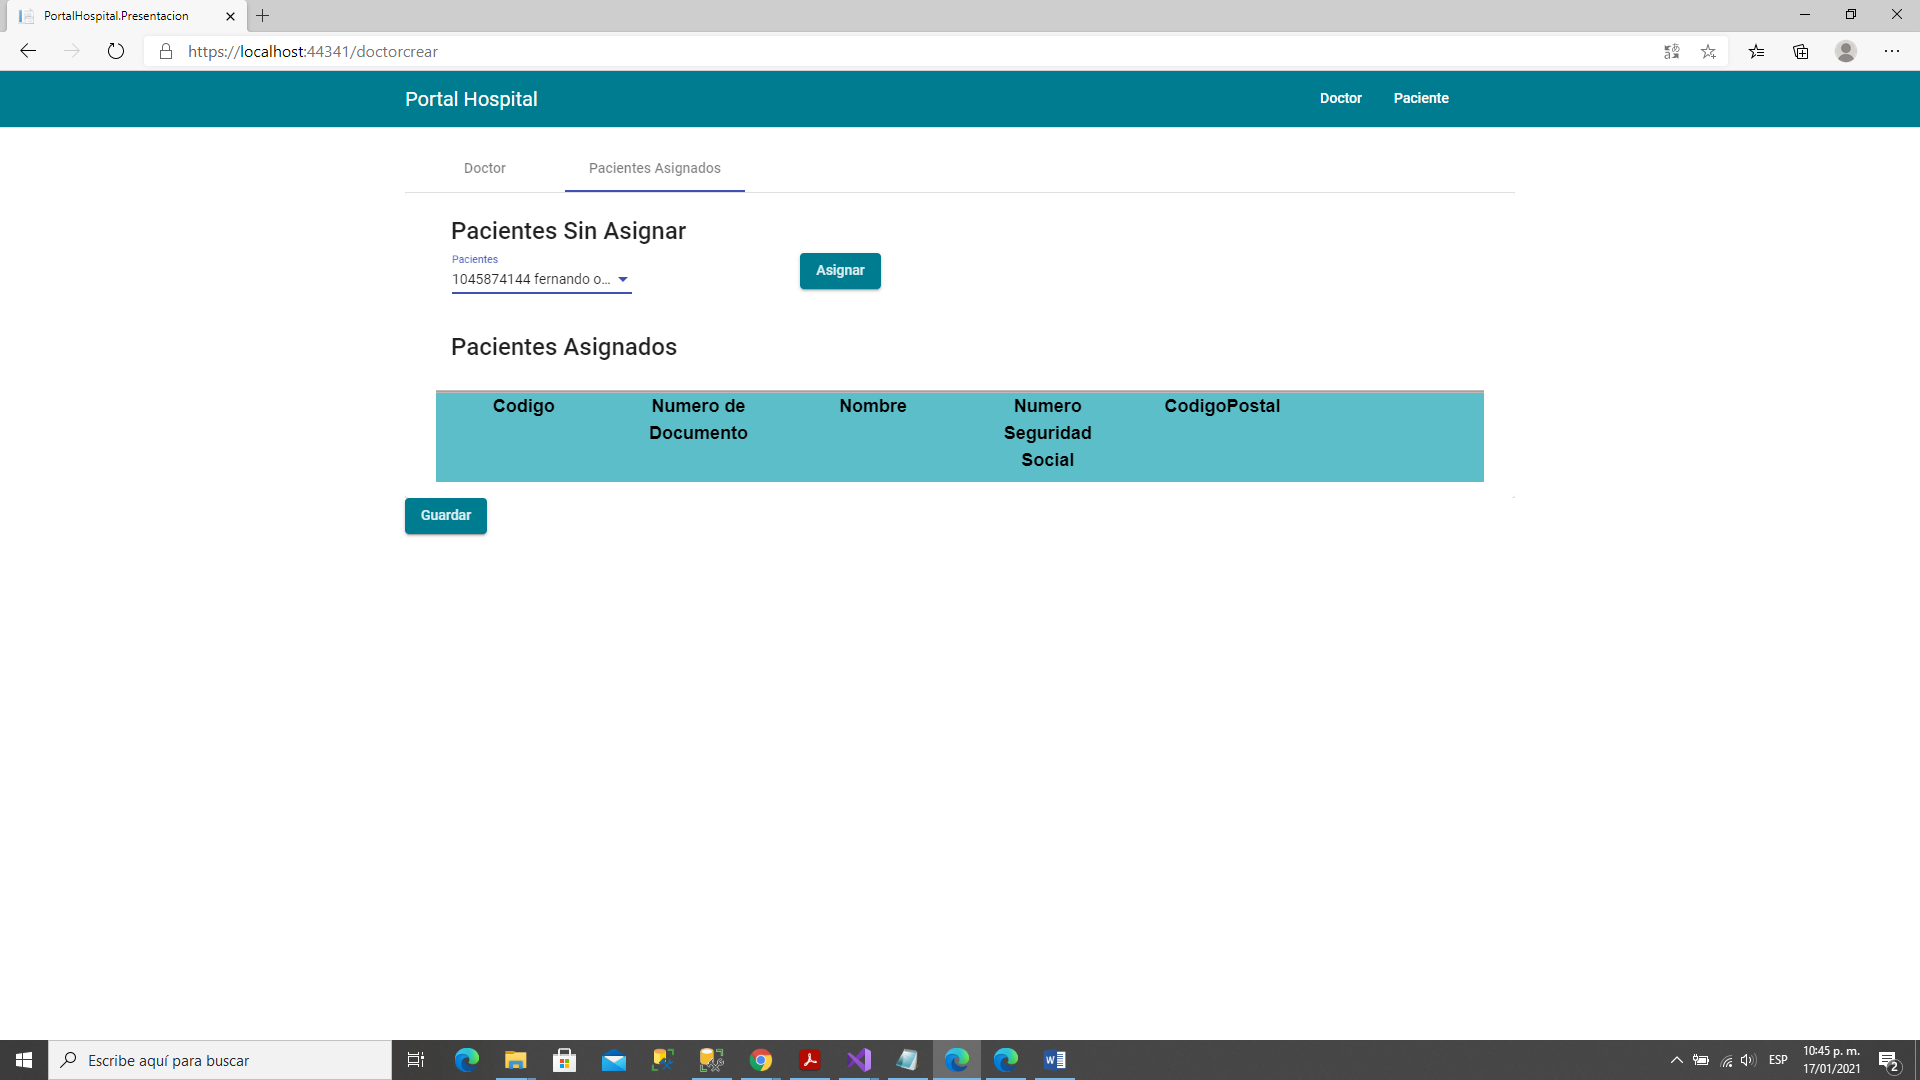 PortalHospital.Presentacion
https://localhost:44341/doctorcrear
Portal Hospital
Doctor
Paciente
Doctor
Pacientes Asignados
Pacientes Sin Asignar
Pacientes
1045874144 fernando o...
Asignar
Pacientes Asignados
Codigo
Numero de
Documento
Nombre
Numero
Seguridad
Social
CodigoPostal
Guardar
Escribe aquí para buscar
ESP
10:45 p. m.
17/01/2021
2